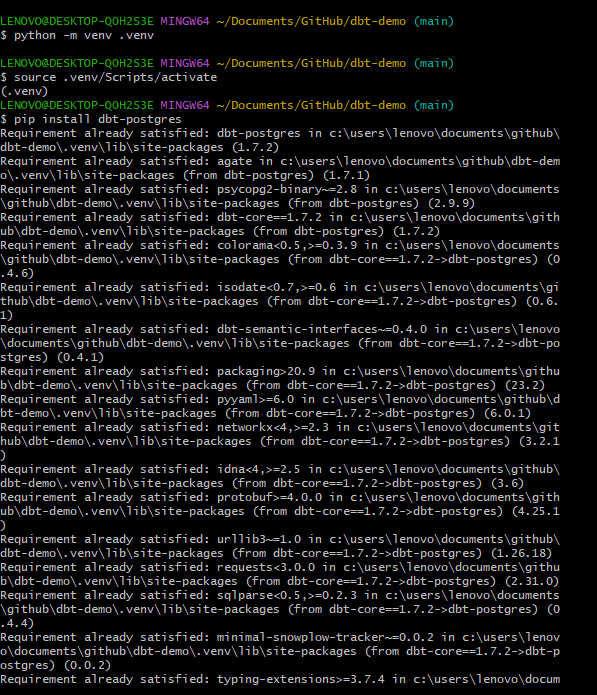 LENOVO@DESKTOP-QOH2S3E MINGW64 ~/Documents/GitHub/dbt-demo (main)
$ python -m venv .venv
LENOVO@DESKTOP-QOH2S3E MINGW64 ~/Documents/GitHub/dbt-demo (main)
$ source .venv/Scripts/activate
(.venv)
LENOVO@DESKTOP-QOH2S3E MINGW64 ~/Documents/GitHub/dbt-demo (main)
$ pip install dbt-postgres
Requirement already satisfied: dbt-postgres in c:\users\lenovo\documents\github\
dbt-demo\.venv\lib\site-packages (1.7.2)
Requirement already satisfied: agate in c:\users\lenovo\documents\github\dbt-dem
o\.venv\lib\site-packages (from dbt-postgres) (1.7.1)
Requirement already satisfied: psycopg2-binary~=2.8 in c:\users\lenovo\documents
\github\dbt-demo\.venv\lib\site-packages (from dbt-postgres) (2.9.9)
Requirement already satisfied: dbt-core==1.7.2 in c:\users\lenovo\documents\gith
ub\dbt-demo\.venv\lib\site-packages (from dbt-postgres) (1.7.2)
Requirement already satisfied: colorama<0.5,>=0.3.9 in c:\users\lenovo\documents
\github\dbt-demo\.venv\lib\site-packages (from dbt-core==1.7.2->dbt-postgres) (0
.4.6)
Requirement already satisfied: isodate<0.7,>=0.6 in c:\users\lenovo\documents\gi
thub\dbt-demo\.venv\lib\site-packages (from dbt-core==1.7.2->dbt-postgres) (0.6.
1)
Requirement already satisfied: dbt-semantic-interfaces~=0.4.0 in c:\users\lenovo
\documents\github\dbt-demo\.venv\lib\site-packages (from dbt-core==1.7.2->dbt-po
stgres) (0.4.1)
Requirement already satisfied: packaging>20.9 in c:\users\lenovo\documents\githu
b\dbt-demo\.venv\lib\site-packages (from dbt-core==1.7.2->dbt-postgres) (23.2)
Requirement already satisfied: pyyaml>=6.0 in c:\users\lenovo\documents\github\d
bt-demo\.venv\lib\site-packages (from dbt-core==1.7.2->dbt-postgres) (6.0.1)
Requirement already satisfied: networkx<4,>=2.3 in c:\users\lenovo\documents\git
hub\dbt-demo\.venv\lib\site-packages (from dbt-core==1.7.2->dbt-postgres) (3.2.1
)
Requirement already satisfied: idna<4,>=2.5 in c:\users\lenovo\documents\github\
dbt-demo\.venv\lib\site-packages (from dbt-core==1.7.2->dbt-postgres) (3.6)
Requirement already satisfied: protobuf>=4.0.0 in c:\users\lenovo\documents\gith
ub\dbt-demo\.venv\lib\site-packages (from dbt-core==1.7.2->dbt-postgres) (4.25.1
)
Requirement already satisfied: urllib3~=1.0 in c:\users\lenovo\documents\github\
dbt-demo\.venv\lib\site-packages (from dbt-core==1.7.2->dbt-postgres) (1.26.18)
Requirement already satisfied: requests<3.0.0 in c:\users\lenovo\documents\githu
b\dbt-demo\.venv\lib\site-packages (from dbt-core==1.7.2->dbt-postgres) (2.31.0)
Requirement already satisfied: sqlparse<0.5,>=0.2.3 in c:\users\lenovo\documents
\github\dbt-demo\.venv\lib\site-packages (from dbt-core==1.7.2->dbt-postgres) (0
.4.4)
Requirement already satisfied: minimal-snowplow-tracker~=0.0.2 in c:\users\lenov
o\documents\github\dbt-demo\.venv\lib\site-packages (from dbt-core==1.7.2->dbt-p
ostgres) (0.0.2)
Requirement already satisfied: typing-extensions>=3.7.4 in c:\users\lenovo\docum